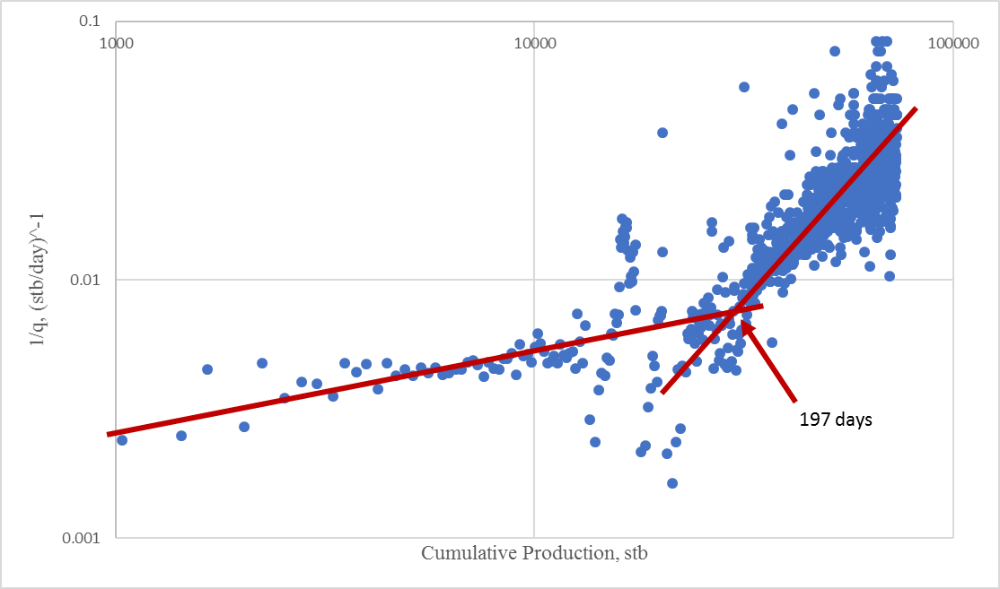 0.1
1000 10000 100000
1/q, (stb/day)^-1
0.01
197 days
0.001
Cumulative Production, stb